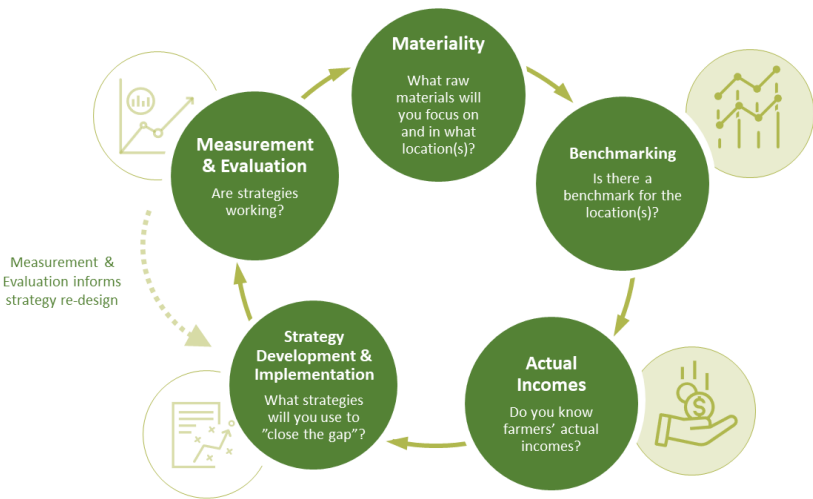 Materiality
What raw
materials will
you focus on
and in what
location(s)?
Benchmarking
Is there a
benchmark for the
location(s)?
Actual
Incomes
Do you know
farmers’ actual
incomes?
Strategy
Development &
Implementation
What strategies
will you use to
”close the gap”?
Measurement
& Evaluation
Are strategies
working?
Measurement &
Evaluation informs
strategy re-design
$